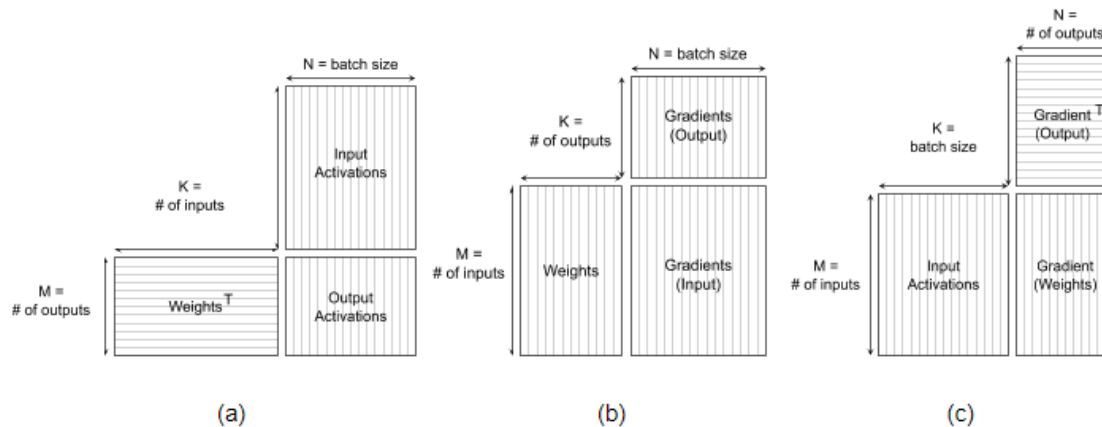 N = batch size
K =
# of inputs
Input
Activations
M =
# of outputs
Weights T
Output
Activations
(a)
N = batch size
K =
# of outputs
Gradients
(Output)
M =
# of inputs
Weights
Gradients
(Input)
(b)
N =
# of outputs
K =
batch size
Gradient T
(Output)
M =
# of inputs
Input
Activations
Gradient
(Weights)
(c)